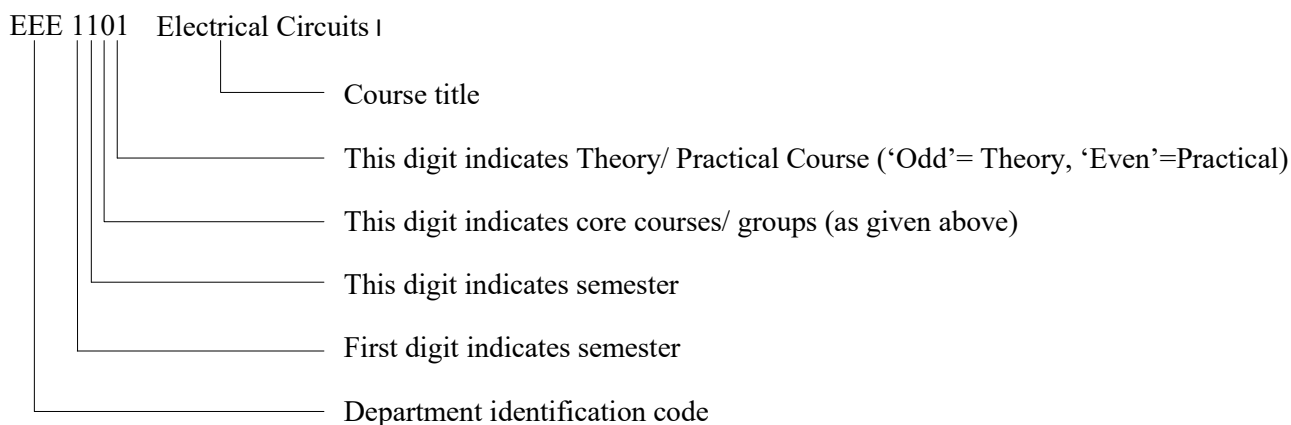 EEE 1101 Electrical Circuits I
Course title
This digit indicates Theory/ Practical Course (‘Odd’= Theory, ‘Even’=Practical)
This digit indicates core courses/ groups (as given above)
This digit indicates semester
First digit indicates semester
Department identification code